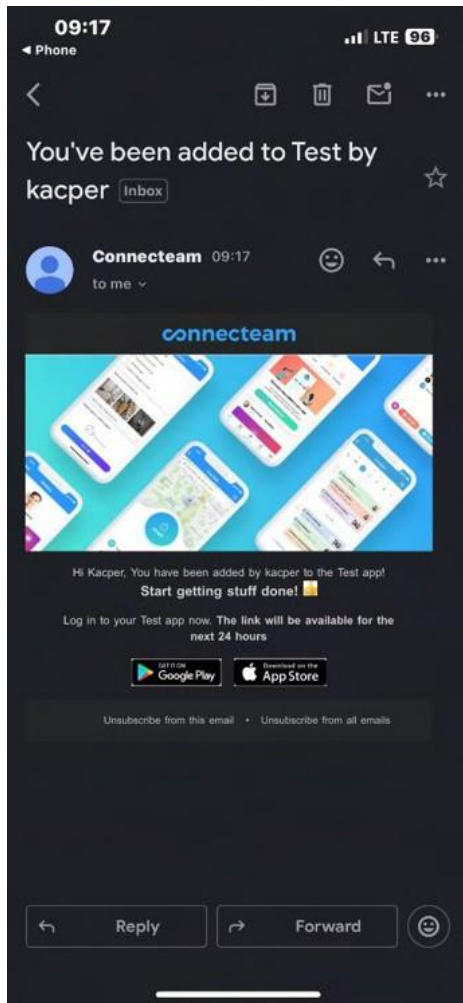 09:17
LTE 96
◄ Phone
You've been added to Test by
kacper Inbox
Connecteam 09:17
to me
connecteam
Hi Kacper, You have been added by kacper to the Test app!
Start getting stuff done!
Log in to your Test app now. The link will be available for the
next 24 hours
GET IT ON
Google Play
Download on the
App Store
Unsubscribe from this email • Unsubscribe from all emails
Reply
Forward